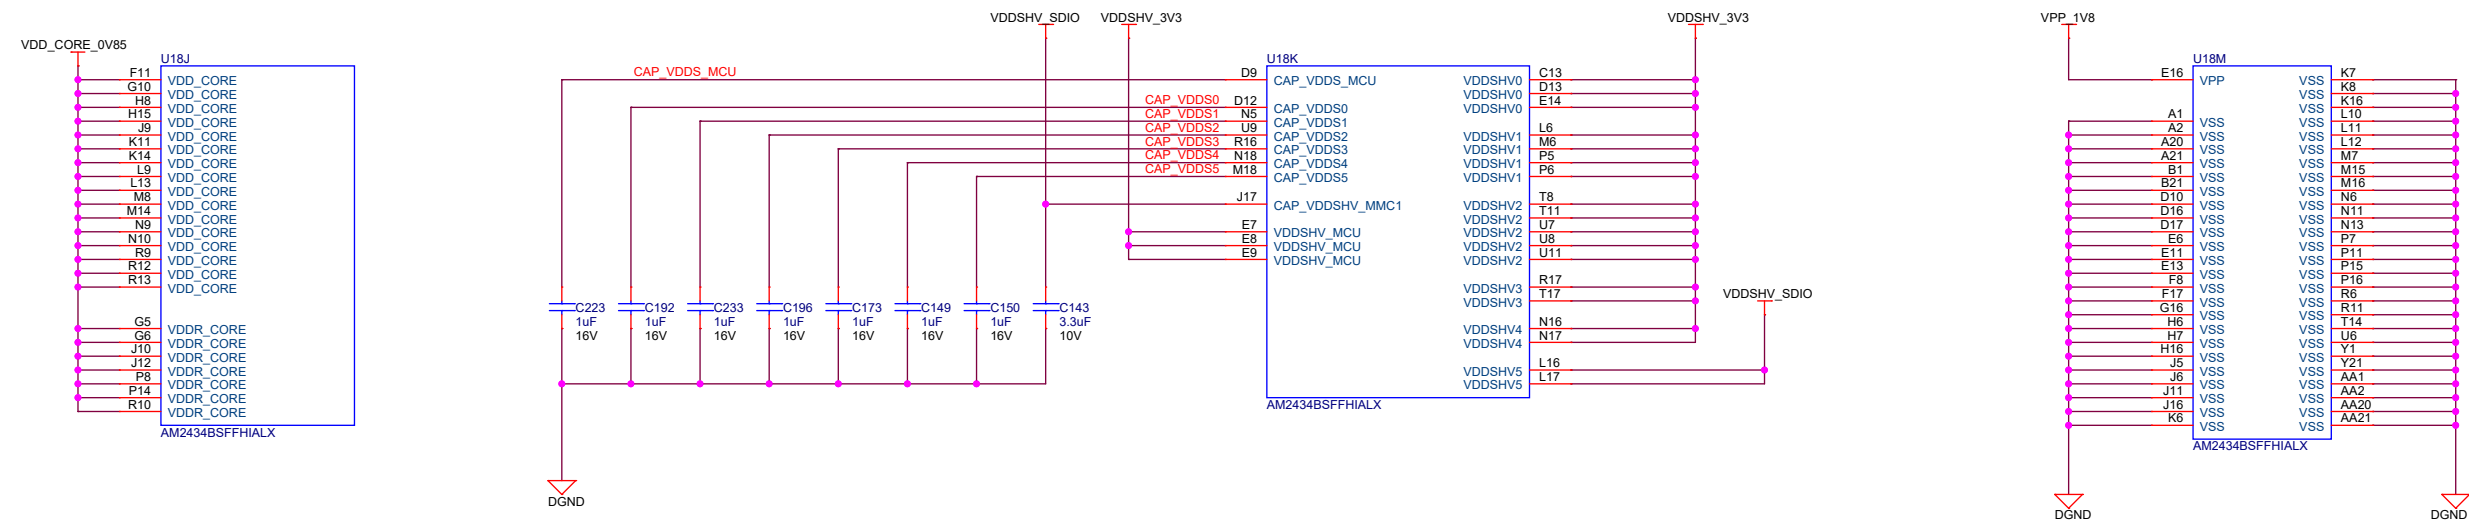 VDD_CORE_0V85
U18J
F11 VDD_CORE
G10 VDD_CORE
H8 VDD_CORE
H15 VDD_CORE
J9 VDD_CORE
K11 VDD_CORE
K14 VDD_CORE
L9 VDD_CORE
L13 VDD_CORE
M8 VDD_CORE
M14 VDD_CORE
N9 VDD_CORE
N10 VDD_CORE
R9 VDD_CORE
R12 VDD_CORE
R13 VDD_CORE
G5 VDDR_CORE
G6 VDDR_CORE
J10 VDDR_CORE
J12 VDDR_CORE
P8 VDDR_CORE
P14 VDDR_CORE
R10 VDDR_CORE
AM2434BSFFHIALX
VDDSHV_SDIO VDDSHV_3V3 VDDSHV_3V3
U18K
CAP_VDDS_MCU D9 CAP_VDDS_MCU
CAP_VDDS0 D12 CAP_VDDS0
CAP_VDDS1 N5 CAP_VDDS1
CAP_VDDS2 U9 CAP_VDDS2
CAP_VDDS3 R16 CAP_VDDS3
CAP_VDDS4 N18 CAP_VDDS4
CAP_VDDS5 M18 CAP_VDDS5
J17 CAP_VDDSHV_MMC1
E7 VDDSHV_MCU
E8 VDDSHV_MCU
E9 VDDSHV_MCU
VDDSHV0 C13
VDDSHV0 D13
VDDSHV0 E14
VDDSHV1 L6
VDDSHV1 M6
VDDSHV1 P5
VDDSHV1 P6
VDDSHV2 T8
VDDSHV2 T11
VDDSHV2 U7
VDDSHV2 U8
VDDSHV2 U11
VDDSHV3 R17
VDDSHV3 T17
VDDSHV4 N16
VDDSHV4 N17
VDDSHV5 L16
VDDSHV5 L17
VDDSHV_SDIO
AM2434BSFFHIALX
C223 C192 C233 C196 C173 C149 C150 C143
1uF 1uF 1uF 1uF 1uF 1uF 1uF 3.3uF
16V 16V 16V 16V 16V 16V 16V 10V
DGND
VPP_1V8
U18M
E16 VPP
A1 VSS
A2 VSS
A20 VSS
A21 VSS
B1 VSS
B21 VSS
D10 VSS
D16 VSS
D17 VSS
E6 VSS
E11 VSS
E13 VSS
F8 VSS
F17 VSS
G16 VSS
H6 VSS
H7 VSS
H16 VSS
J5 VSS
J6 VSS
J11 VSS
J16 VSS
K6 VSS
VSS K7
VSS K8
VSS K16
VSS L10
VSS L11
VSS L12
VSS M7
VSS M15
VSS M16
VSS N6
VSS N11
VSS N13
VSS P7
VSS P11
VSS P15
VSS P16
VSS R6
VSS R11
VSS T14
VSS U6
VSS Y1
VSS Y21
VSS AA1
VSS AA2
VSS AA20
VSS AA21
AM2434BSFFHIALX
DGND DGND